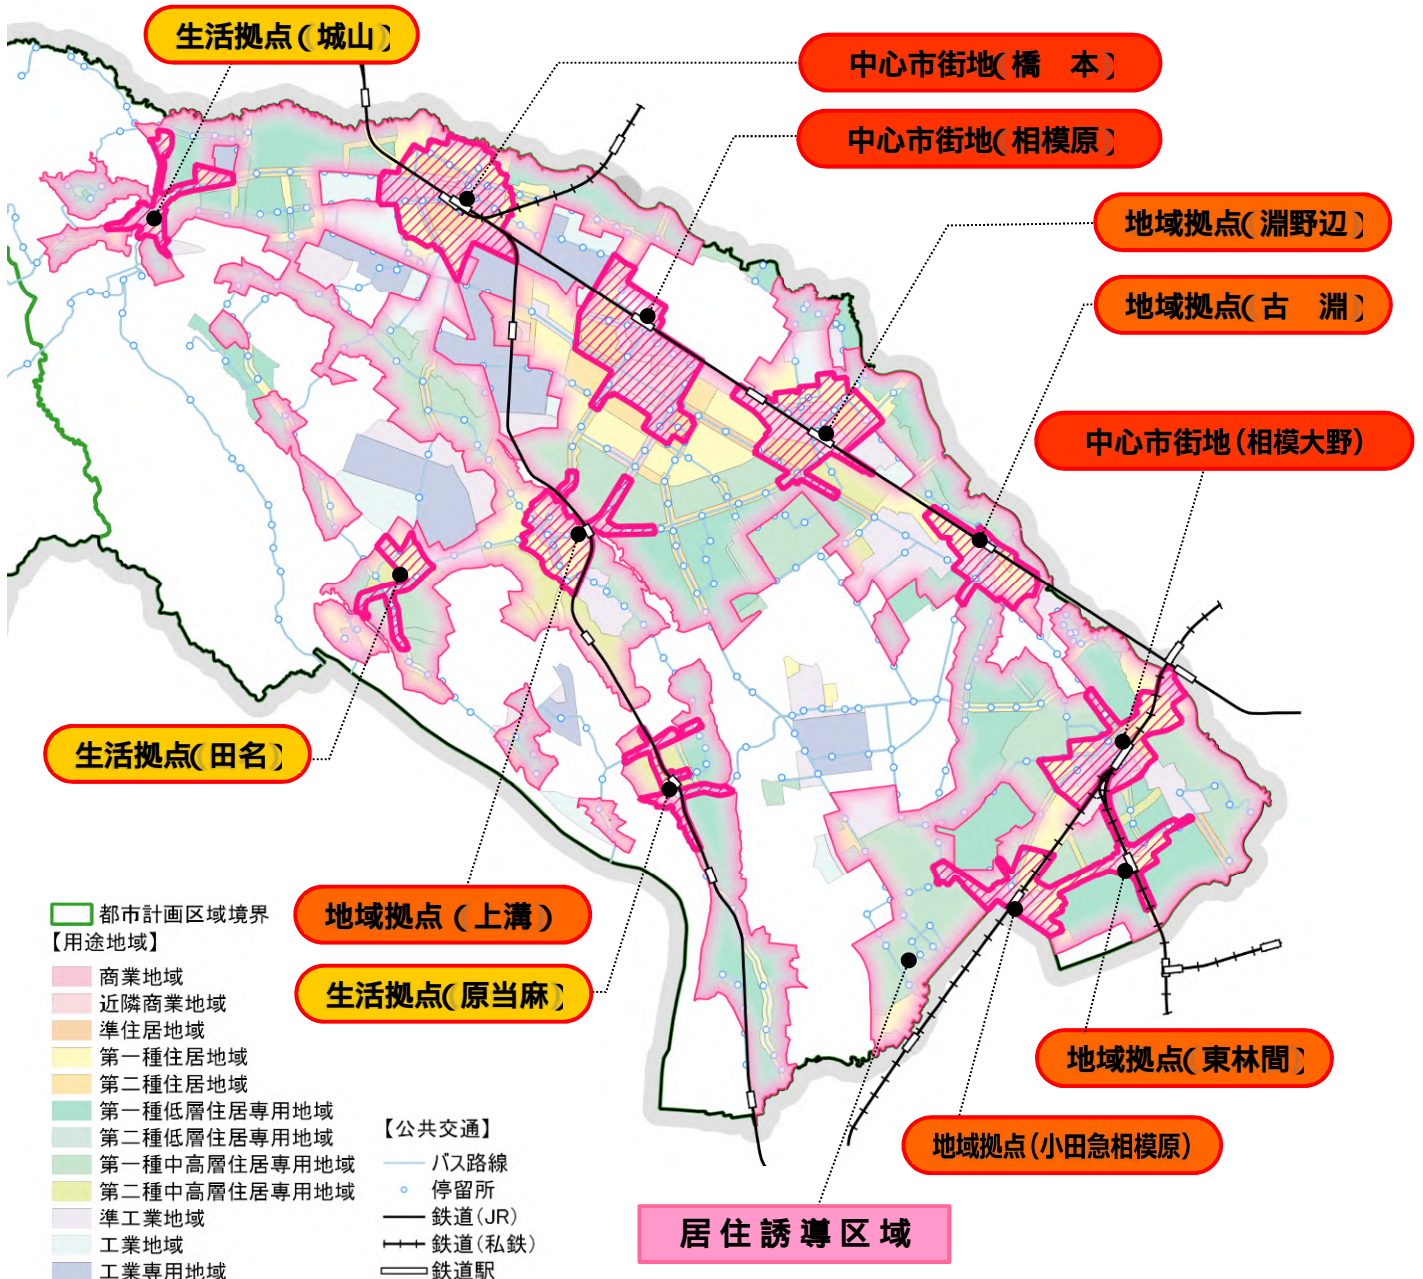 生活拠点(城山)
中心市街地(橋　本)
中心市街地(相模原)
地域拠点(淵野辺)
地域拠点(古　淵)
中心市街地(相模大野)
生活拠点(田名)
地域拠点(上溝)
生活拠点(原当麻)
地域拠点(東林間)
地域拠点(小田急相模原)
居住誘導区域
都市計画区域境界
【用途地域】
商業地域
近隣商業地域
準住居地域
第一種住居地域
第二種住居地域
第一種低層住居専用地域
第二種低層住居専用地域
第一種中高層住居専用地域
第二種中高層住居専用地域
準工業地域
工業地域
工業専用地域
【公共交通】
バス路線
停留所
鉄道(JR)
鉄道(私鉄)
鉄道駅